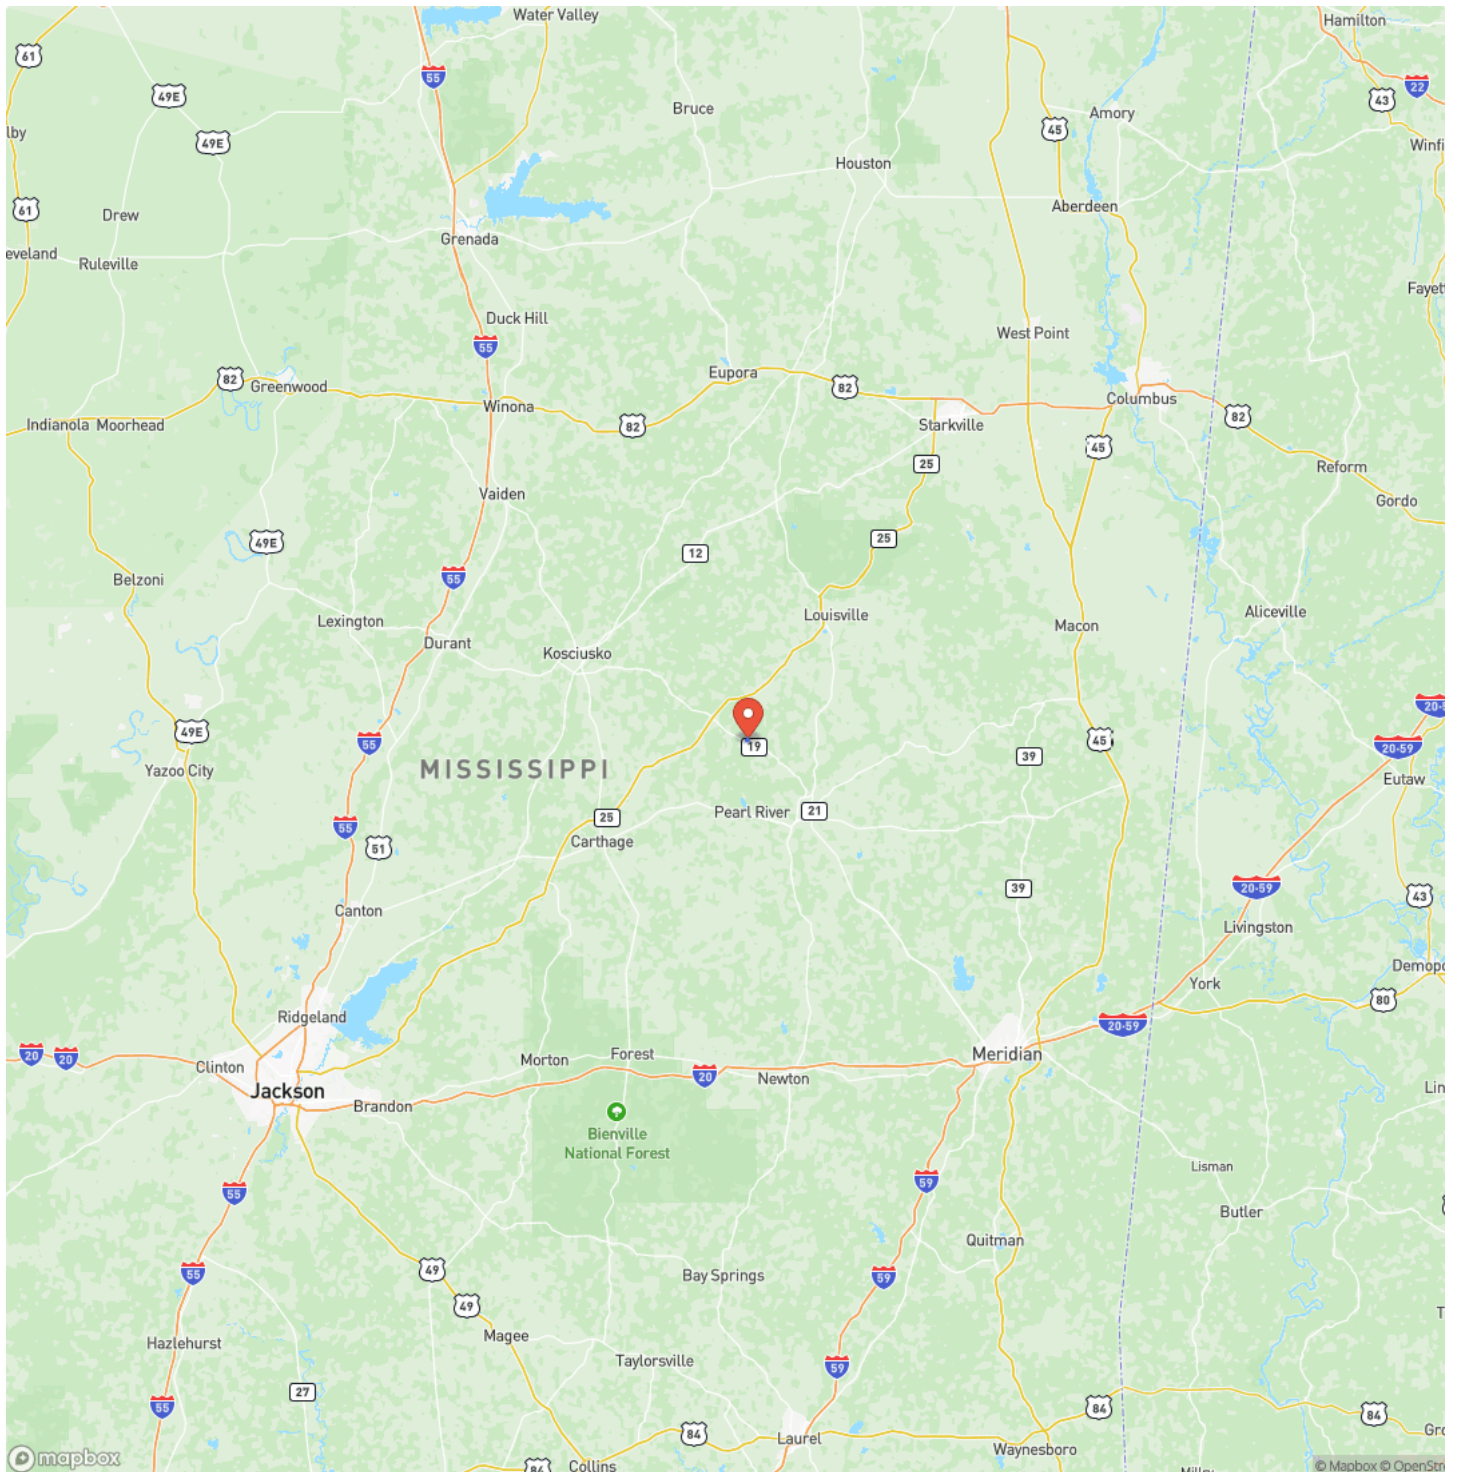 Water Valley
Hamilton
61
55
22
49E
43
Bruce
Amory
45
49E
lby
Winfi
Houston
61
Drew
Aberdeen
Grenada
eveland
Ruleville
Fayet
Duck Hill
West Point
55
Eupora
82
Greenwood
82
Columbus
Winona
82
82
Indianola
Moorhead
Starkville
45
25
Reform
Vaiden
Gordo
49E
25
12
Belzoni
55
Aliceville
Louisville
Lexington
Macon
Durant
Kosciusko
20-5
49E
55
19
45
20-59
39
Yazoo City
MISSISSIPPI
Eutaw
Pearl River
21
25
55
Carthage
51
39
20-59
43
Canton
Livingston
Demopo
York
80
Ridgeland
20-59
20
20
Morton
Forest
Meridian
Clinton
20
Newton
Jackson
Lin
Brandon
Bienville
National Forest
Lisman
59
55
Butler
Quitman
49
55
Bay Springs
59
49
Magee
Hazlehurst
Taylorsville
59
T
27
55
84
84
Gro
84
Laurel
Waynesboro
mapbox
84
Collins
© Mapbox © OpenStre